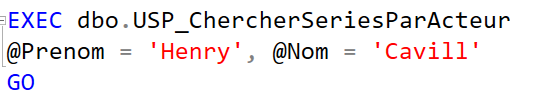 EXEC dbo.USP_ChercherSeriesParActeur
@Prenom = 'Henry', @Nom = 'Cavill'
GO